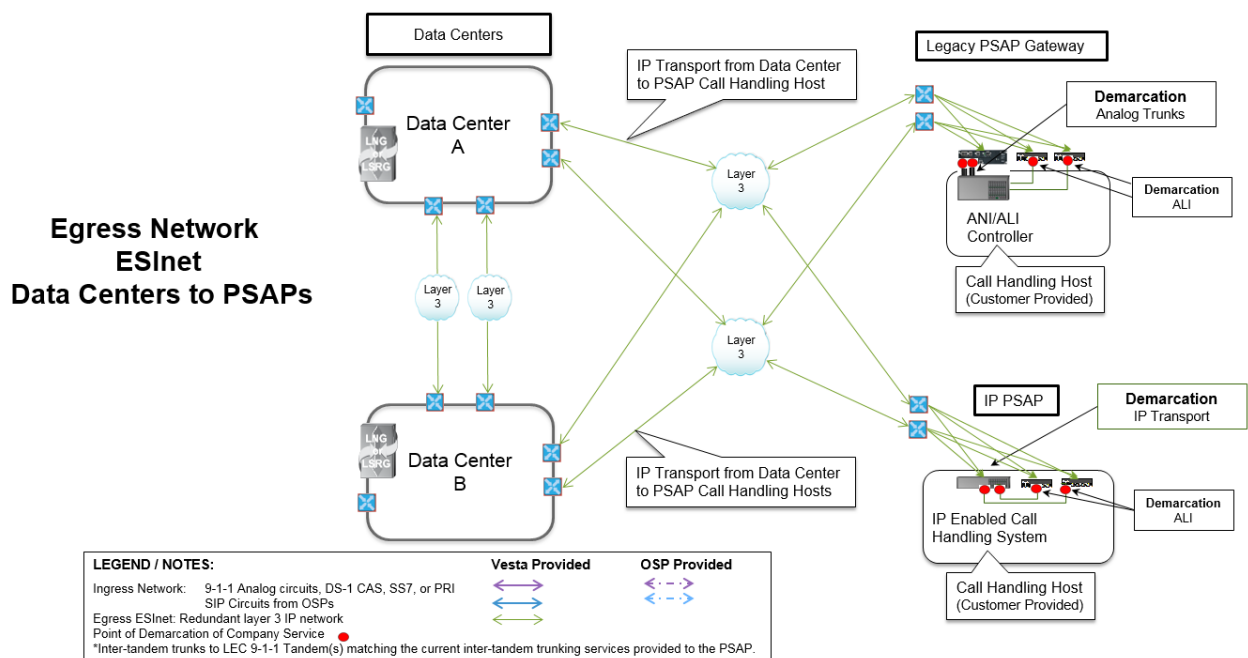 Data Centers
Legacy PSAP Gateway
IP Transport from Data Center
to PSAP Call Handling Host
Demarcation
Analog Trunks
Data Center
A
LNG
or
LSRG
Layer
3
Demarcation
ALI
ANI/ALI
Controller
Egress Network
ESInet
Data Centers to PSAPs
Call Handling Host
(Customer Provided)
Layer
3
Layer
3
Layer
3
IP PSAP
Demarcation
IP Transport
LNG
or
LSRG
Data Center
B
IP Transport from Data Center
to PSAP Call Handling Hosts
Demarcation
ALI
IP Enabled Call
Handling System
Call Handling Host
(Customer Provided)
LEGEND / NOTES: Vesta Provided OSP Provided
Ingress Network: 9-1-1 Analog circuits, DS-1 CAS, SS7, or PRI
SIP Circuits from OSPs
Egress ESInet: Redundant layer 3 IP network
Point of Demarcation of Company Service
*Inter-tandem trunks to LEC 9-1-1 Tandem(s) matching the current inter-tandem trunking services provided to the PSAP.